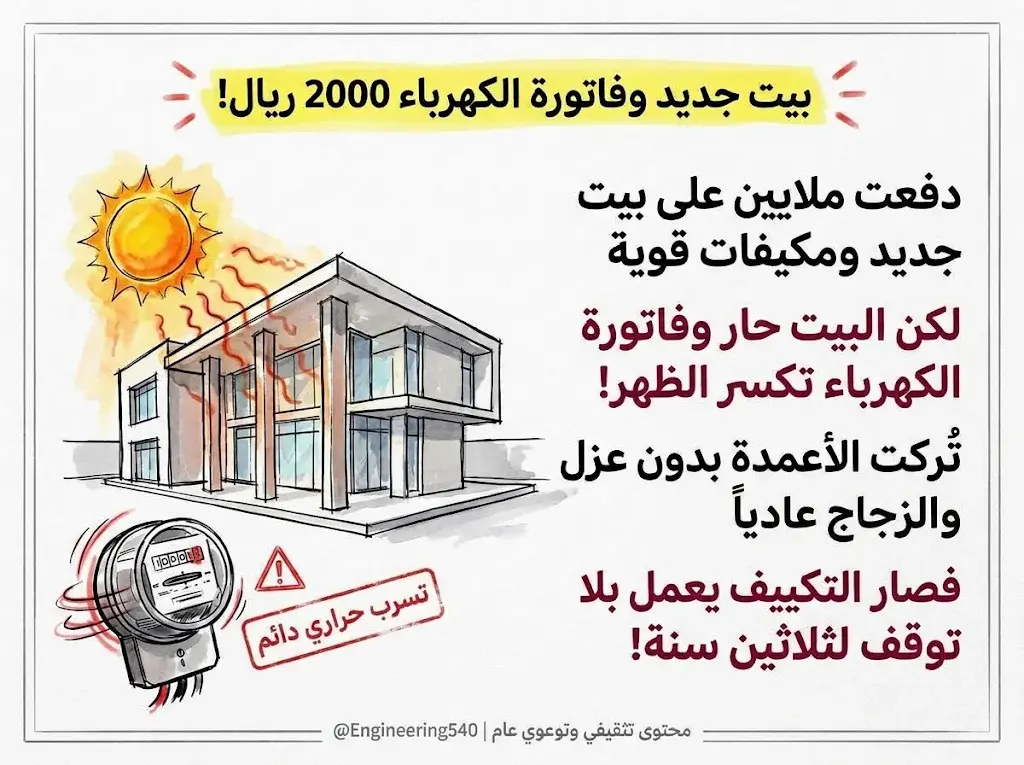 بيت جديد وفاتورة الكهرباء 2000 ريال!
دفعت ملايين على بيت
جديد ومكيفات قوية
لكن البيت حار وفاتورة
الكهرباء تكسر الظهر!
تُركت الأعمدة بدون عزل
والزجاج عادياً
فصار التكييف يعمل بلا
توقف لثلاثين سنة!
تسرب حراري دائم
محتوى تثقيفي وتوعوي عام | @Engineering540